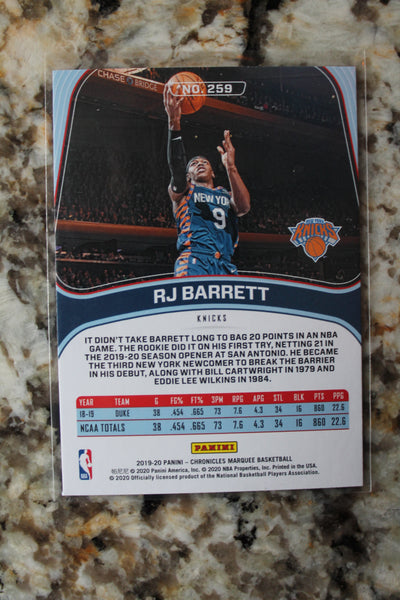 CHASE BRIDGE
NO. 259
NEW YORK
9
NEW YORK
KNICKS
RJ BARRETT
KNICKS
IT DIDN'T TAKE BARRETT LONG TO BAG 20 POINTS IN AN NBA
GAME. THE ROOKIE DID IT ON HIS FIRST TRY, NETTING 21 IN
THE 2019-20 SEASON OPENER AT SAN ANTONIO. HE BECAME
THE THIRD NEW YORK NEWCOMER TO BREAK THE BARRIER
IN HIS DEBUT, ALONG WITH BILL CARTWRIGHT IN 1979 AND
EDDIE LEE WILKINS IN 1984.
YEAR TEAM G FG% FT% 3PM RPG APG STL BLK PTS PPG
18-19 DUKE 38 .454 .665 73 7.6 4.3 34 16 860 22.6
NCAA TOTALS 38 .454 .665 73 7.6 4.3 34 16 860 22.6
PANINI
2019-20 PANINI – CHRONICLES MARQUEE BASKETBALL
© 2020 Panini America, Inc. © 2020 NBA Properties, Inc. Printed in the USA.
© 2020 Officially licensed product of the National Basketball Players Association.